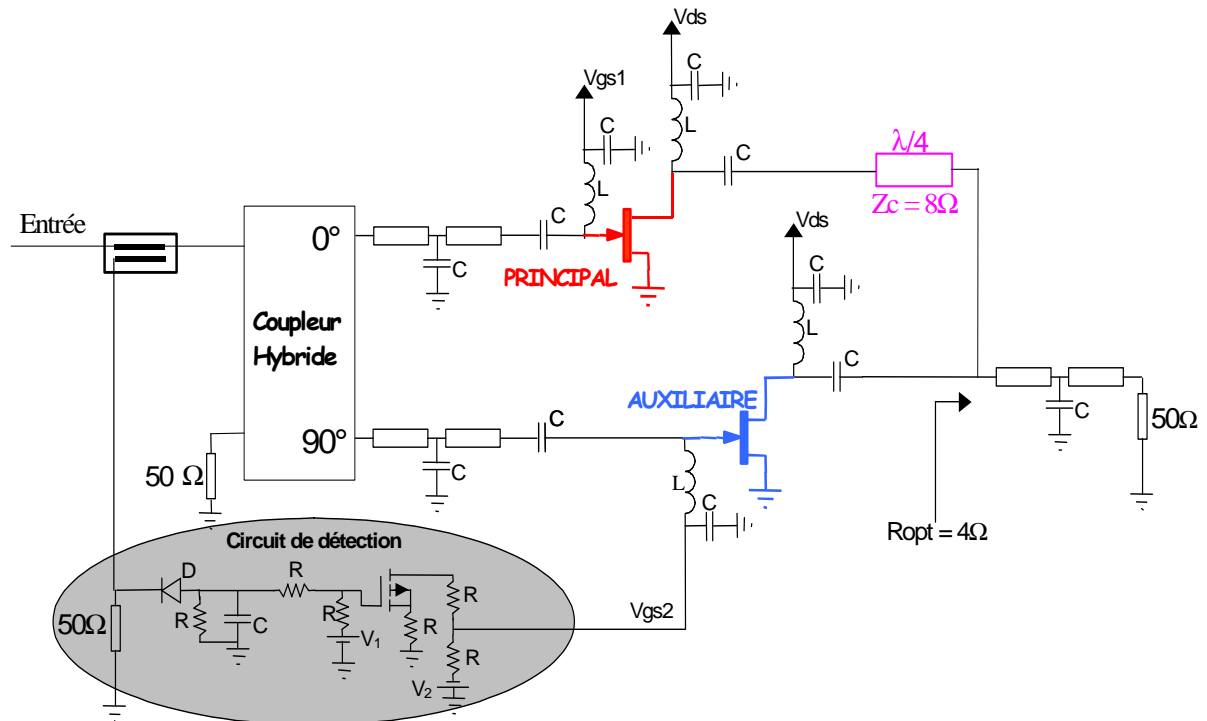 Vds
C
Vgs1
C
L
L
C
λ/4
Zc = 8Ω
Entrée
0°
C
C
PRINCIPAL
Vds
C
L
Coupleur
Hybride
C
AUXILIAIRE
C
90°
C
C
50Ω
50 Ω
L
C
Ropt = 4Ω
Circuit de détection
D
R
R
R
C
R
R
50Ω
V1
R
V2
Vgs2